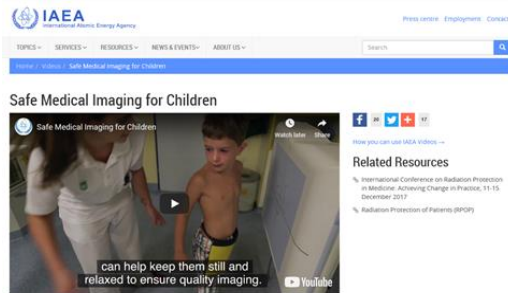 IAEA
International Atomic Energy Agency
Press centre Employment Contact
TOPICS SERVICES RESOURCES NEWS & EVENTS ABOUT US
Search
Home / Videos / Safe Medical Imaging for Children
Safe Medical Imaging for Children
Safe Medical Imaging for Children
Watch later Share
can help keep them still and
relaxed to ensure quality imaging.
YouTube
How you can use IAEA Videos →
Related Resources
International Conference on Radiation Protection
in Medicine: Achieving Change in Practice, 11-15
December 2017
Radiation Protection of Patients (RPOP)